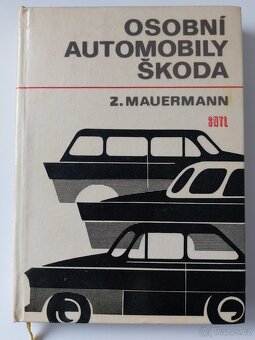 OSOBNÍ
AUTOMOBILY
ŠKODA
Z.MAUERMANN
SNTL